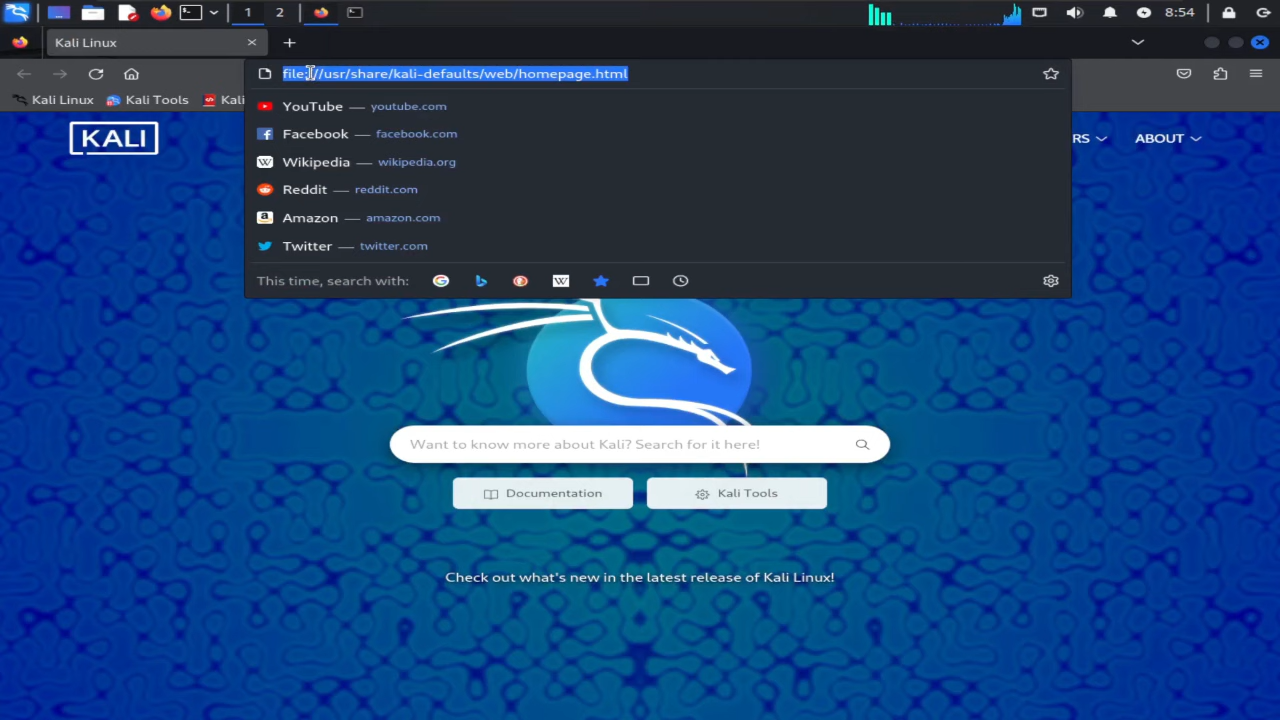 1 2 8:54
Kali Linux
file:///usr/share/kali-defaults/web/homepage.html
Kali Linux Kali Tools Kali
YouTube — youtube.com
Facebook — facebook.com
KALI RS ABOUT
Wikipedia — wikipedia.org
Reddit — reddit.com
Amazon — amazon.com
Twitter — twitter.com
This time, search with:
Want to know more about Kali? Search for it here!
Documentation Kali Tools
Check out what's new in the latest release of Kali Linux!